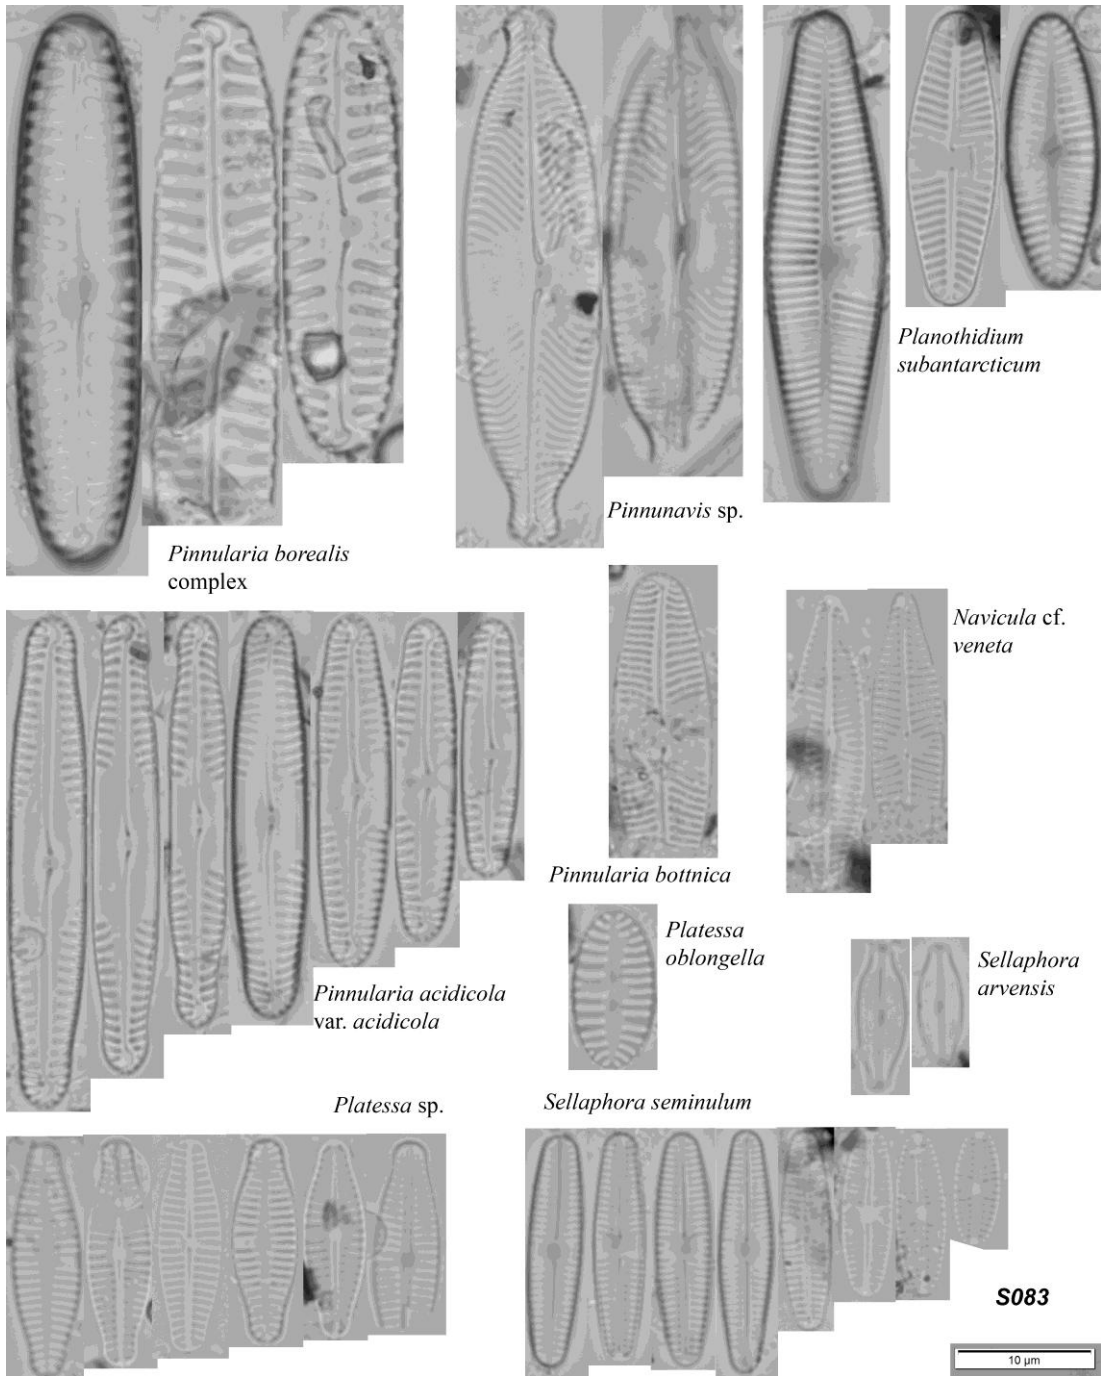 Planothidium
subantarcticum
Pinnunavis sp.
Pinnularia borealis
complex
Navicula cf.
veneta
Pinnularia bottnica
Platessa
oblongella
Sellaphora
arvensis
Pinnularia acidicola
var. acidicola
Platessa sp.
Sellaphora seminulum
S083
10 µm